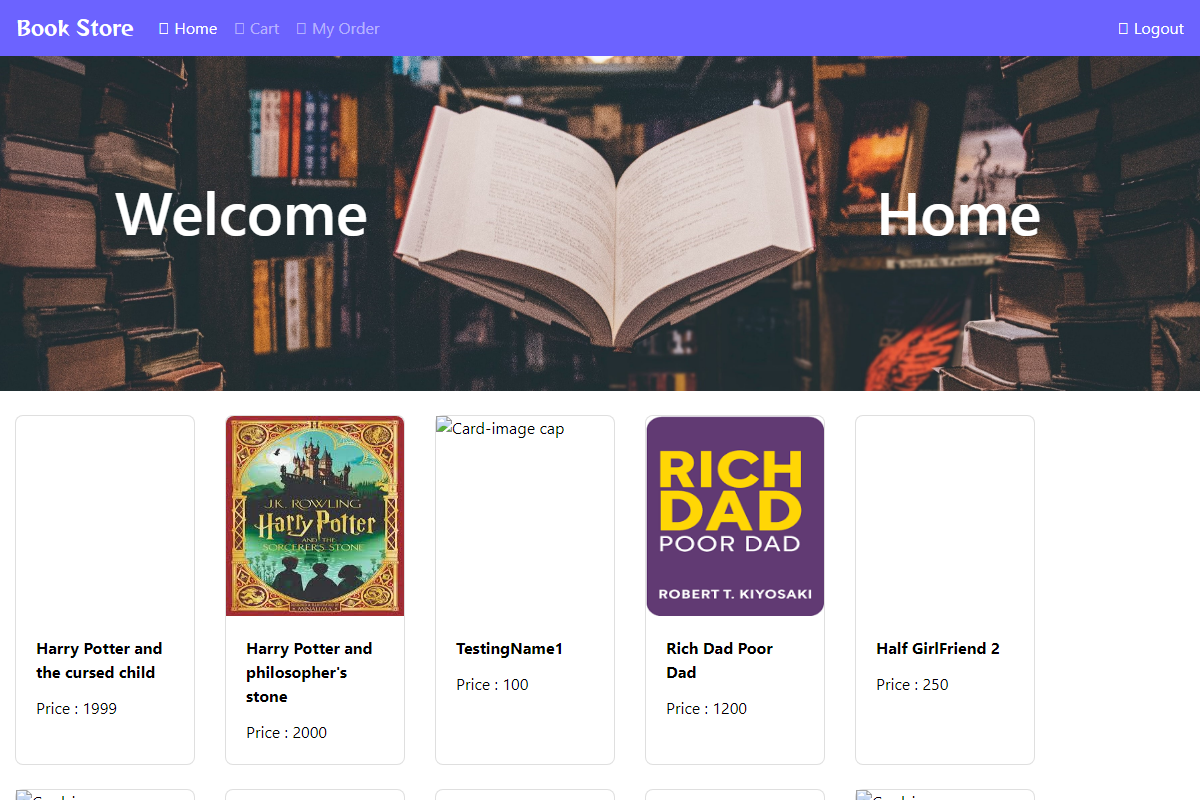 Book Store
Home
Cart
My Order
Logout
Welcome
Home
J.K. ROWLING
Harry Potter
AND THE
SORCERER'S STONE
MINALIMA
Card-image cap
RICH
DAD
POOR DAD
ROBERT T. KIYOSAKI
Harry Potter and
the cursed child
Price : 1999
Harry Potter and
philosopher's
stone
Price : 2000
TestingName1
Price : 100
Rich Dad Poor
Dad
Price : 1200
Half GirlFriend 2
Price : 250